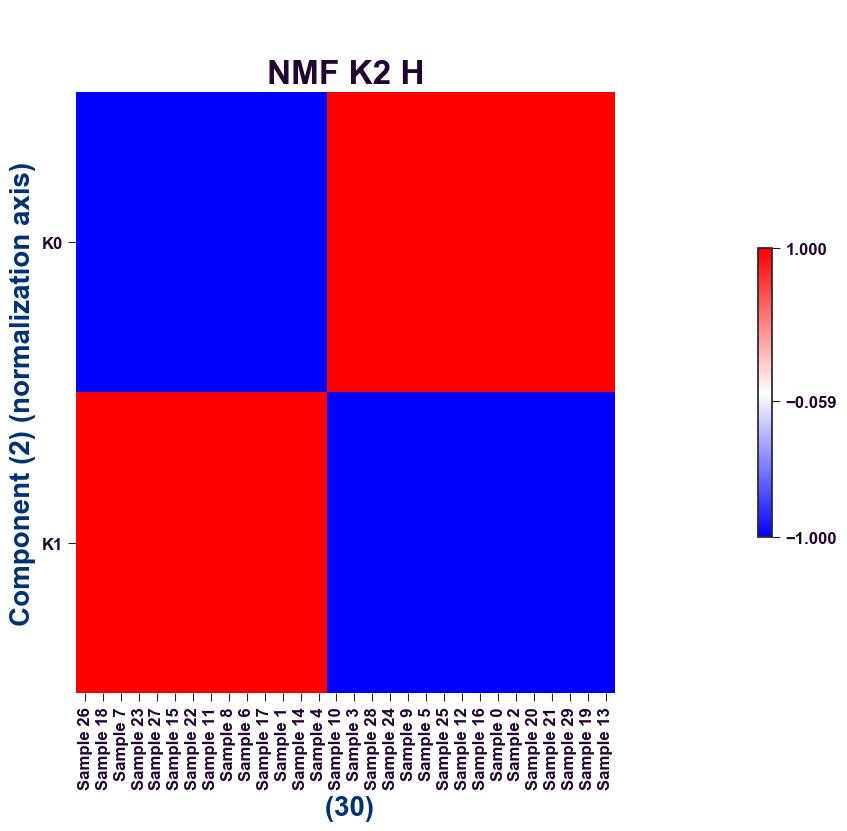 NMF K2 H
Component (2) (normalization axis)
K0
K1
1.000
−0.059
−1.000
Sample 26
Sample 18
Sample 7
Sample 23
Sample 27
Sample 15
Sample 22
Sample 11
Sample 8
Sample 6
Sample 17
Sample 1
Sample 14
Sample 4
Sample 10
Sample 3
Sample 28
Sample 24
Sample 9
Sample 5
Sample 25
Sample 12
Sample 16
Sample 0
Sample 2
Sample 20
Sample 21
Sample 29
Sample 19
Sample 13
(30)